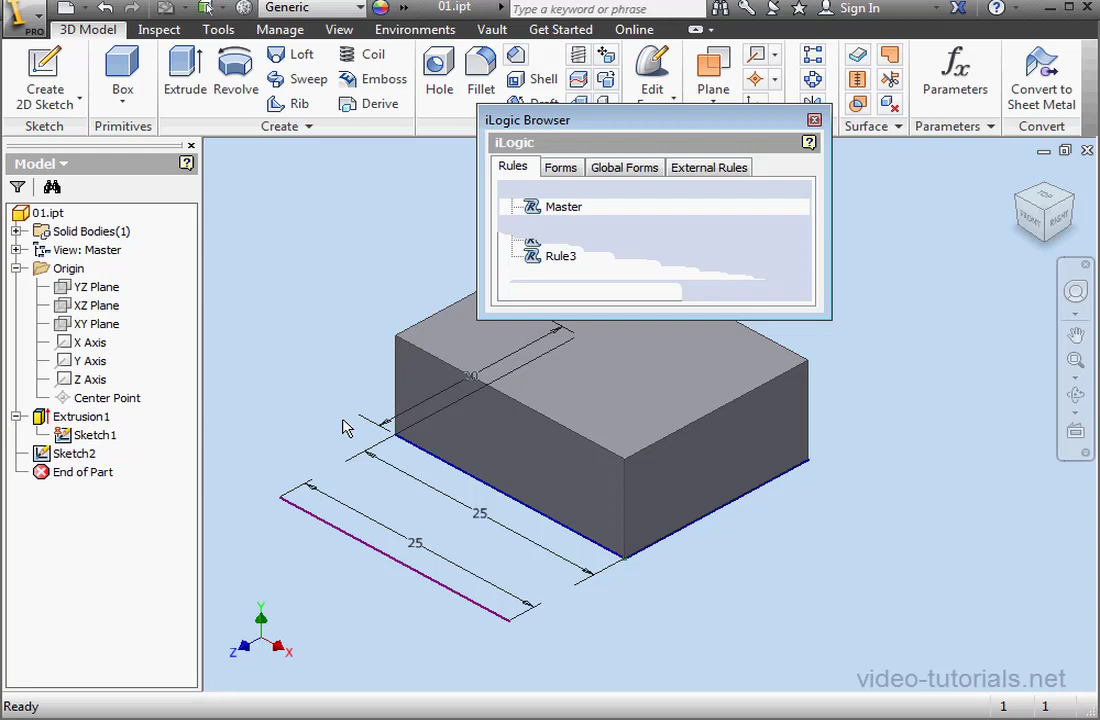 Generic 01.ipt Type a keyword or phrase Sign In
PRO 3D Model Inspect Tools Manage View Environments Vault Get Started Online
Create
2D Sketch
Box
Extrude
Revolve
Loft
Sweep
Rib
Coil
Emboss
Derive
Hole
Fillet
Shell
Edit
Plane
Parameters
Convert to
Sheet Metal
Sketch Primitives Create Surface Parameters Convert
Model
01.ipt
Solid Bodies(1)
View: Master
Origin
YZ Plane
XZ Plane
XY Plane
X Axis
Y Axis
Z Axis
Center Point
Extrusion1
Sketch1
Sketch2
End of Part
iLogic Browser
iLogic
Rules Forms Global Forms External Rules
Master
Rule3
TOP
FRONT RIGHT
25
25
Y
Z X
video-tutorials.net
Ready 1 1